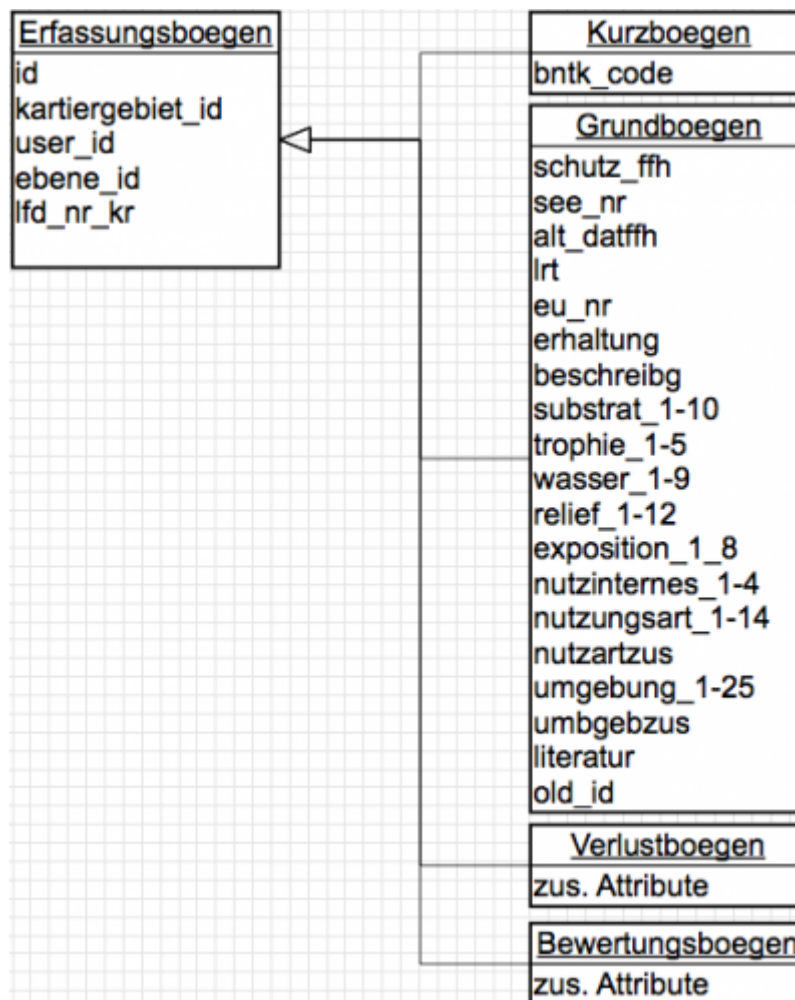 Erfassungsboegen
id
kartiergebiet_id
user_id
ebene_id
lfd_nr_kr
Kurzboegen
bntk_code
Grundboegen
schutz_ffh
see_nr
alt_datffh
lrt
eu_nr
erhaltung
beschreibg
substrat_1-10
trophie_1-5
wasser_1-9
relief_1-12
exposition_1_8
nutzinternes_1-4
nutzungsart_1-14
nutzartzus
umgebung_1-25
umbgebzus
literatur
old_id
Verlustboegen
zus. Attribute
Bewertungsboegen
zus. Attribute